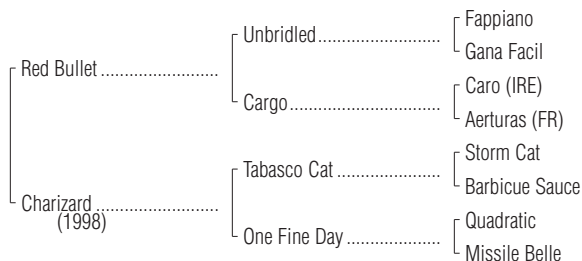 Fappiano
Unbridled
Gana Facil
Red Bullet
Caro (IRE)
Cargo
Aerturas (FR)
Storm Cat
Tabasco Cat
Barbicue Sauce
Charizard
(1998)
Quadratic
One Fine Day
Missile Belle